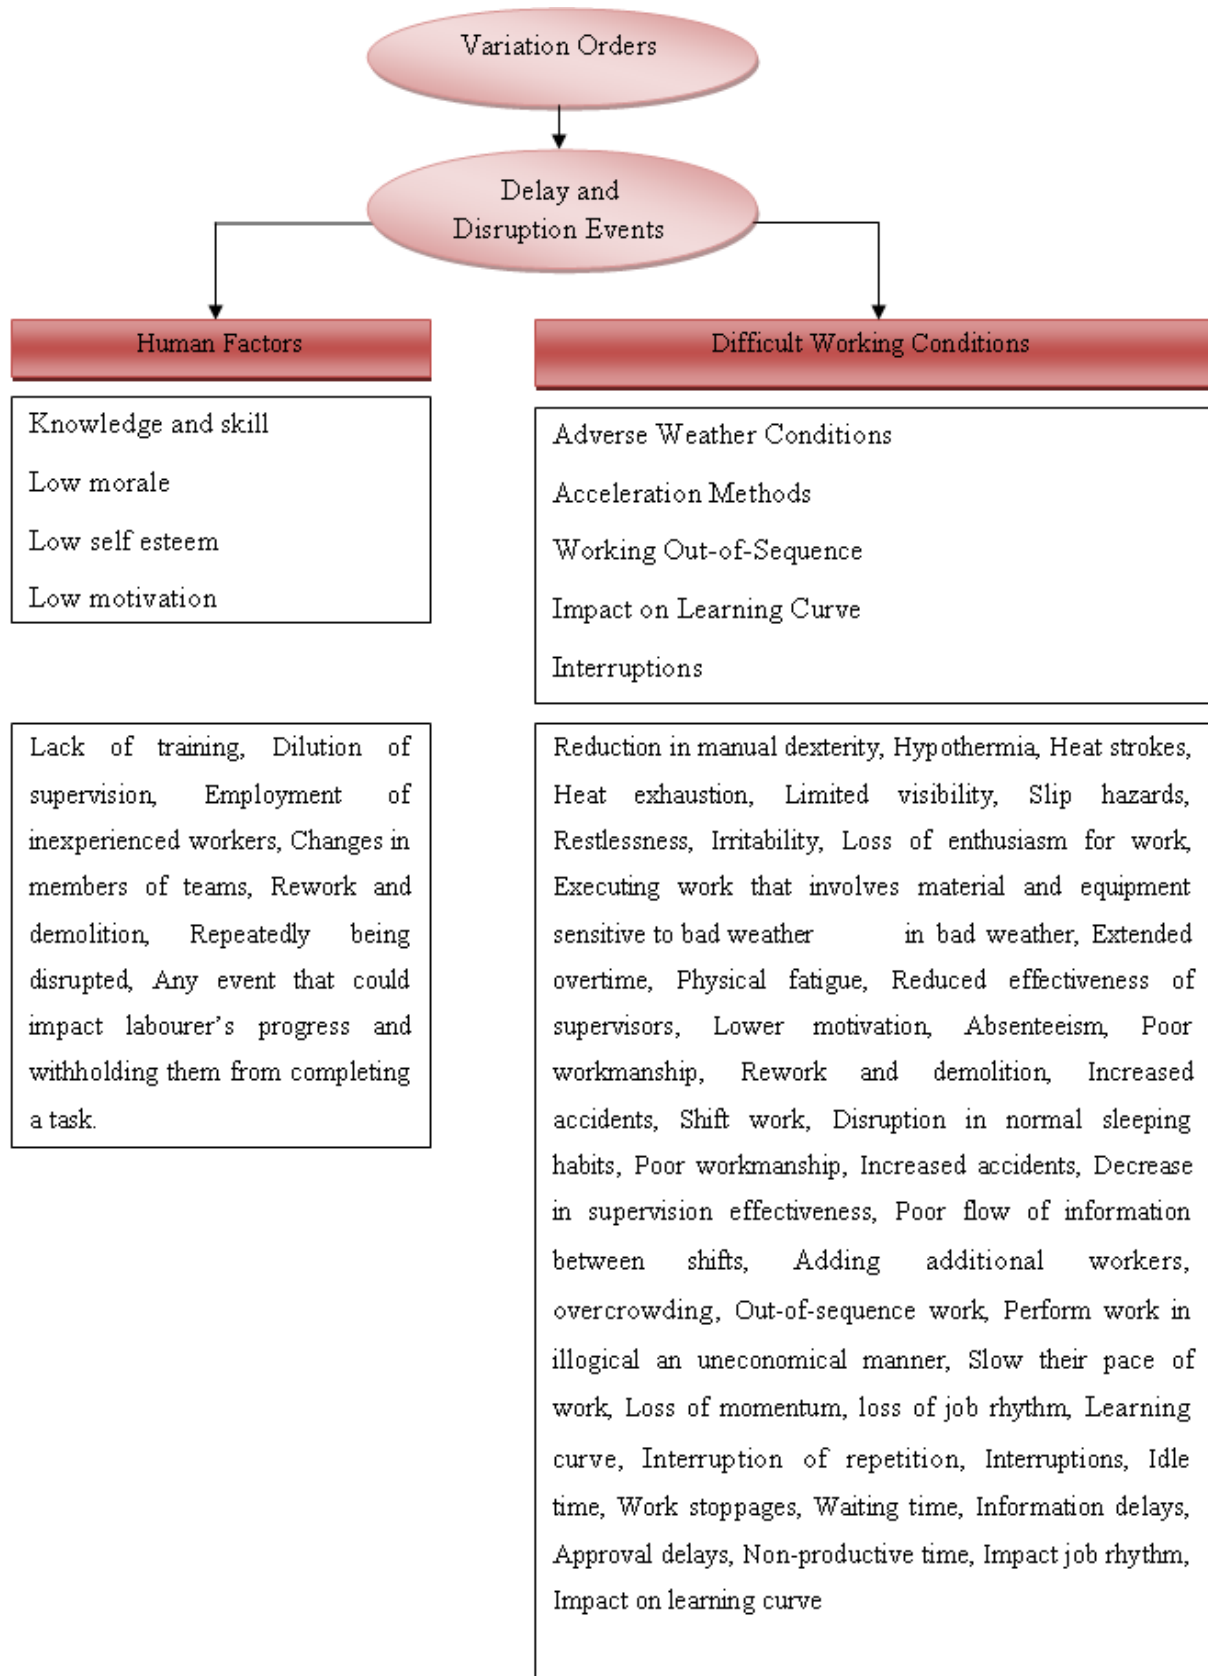 Variation Orders
Delay and
Disruption Events
Human Factors
Knowledge and skill
Low morale
Low self esteem
Low motivation
Lack of training, Dilution of
supervision, Employment of
inexperienced workers, Changes in
members of teams, Rework and
demolition, Repeatedly being
disrupted, Any event that could
impact labourer’s progress and
withholding them from completing
a task.
Difficult Working Conditions
Adverse Weather Conditions
Acceleration Methods
Working Out-of-Sequence
Impact on Learning Curve
Interruptions
Reduction in manual dexterity, Hypothermia, Heat strokes,
Heat exhaustion, Limited visibility, Slip hazards,
Restlessness, Irritability, Loss of enthusiasm for work,
Executing work that involves material and equipment
sensitive to bad weather in bad weather, Extended
overtime, Physical fatigue, Reduced effectiveness of
supervisors, Lower motivation, Absenteeism, Poor
workmanship, Rework and demolition, Increased
accidents, Shift work, Disruption in normal sleeping
habits, Poor workmanship, Increased accidents, Decrease
in supervision effectiveness, Poor flow of information
between shifts, Adding additional workers,
overcrowding, Out-of-sequence work, Perform work in
illogical an uneconomical manner, Slow their pace of
work, Loss of momentum, loss of job rhythm, Learning
curve, Interruption of repetition, Interruptions, Idle
time, Work stoppages, Waiting time, Information delays,
Approval delays, Non-productive time, Impact job rhythm,
Impact on learning curve